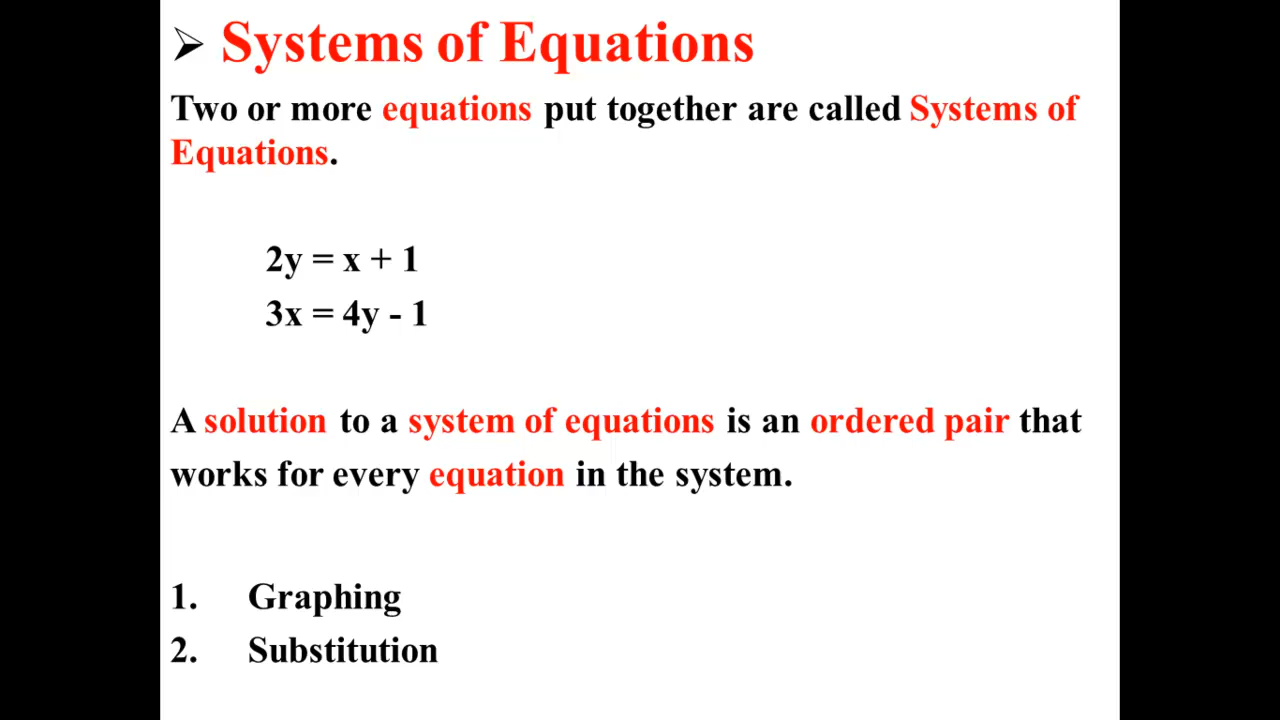 Systems of Equations
Two or more equations put together are called Systems of
Equations.
2y = x + 1
3x = 4y - 1
A solution to a system of equations is an ordered pair that
works for every equation in the system.
1. Graphing
2. Substitution